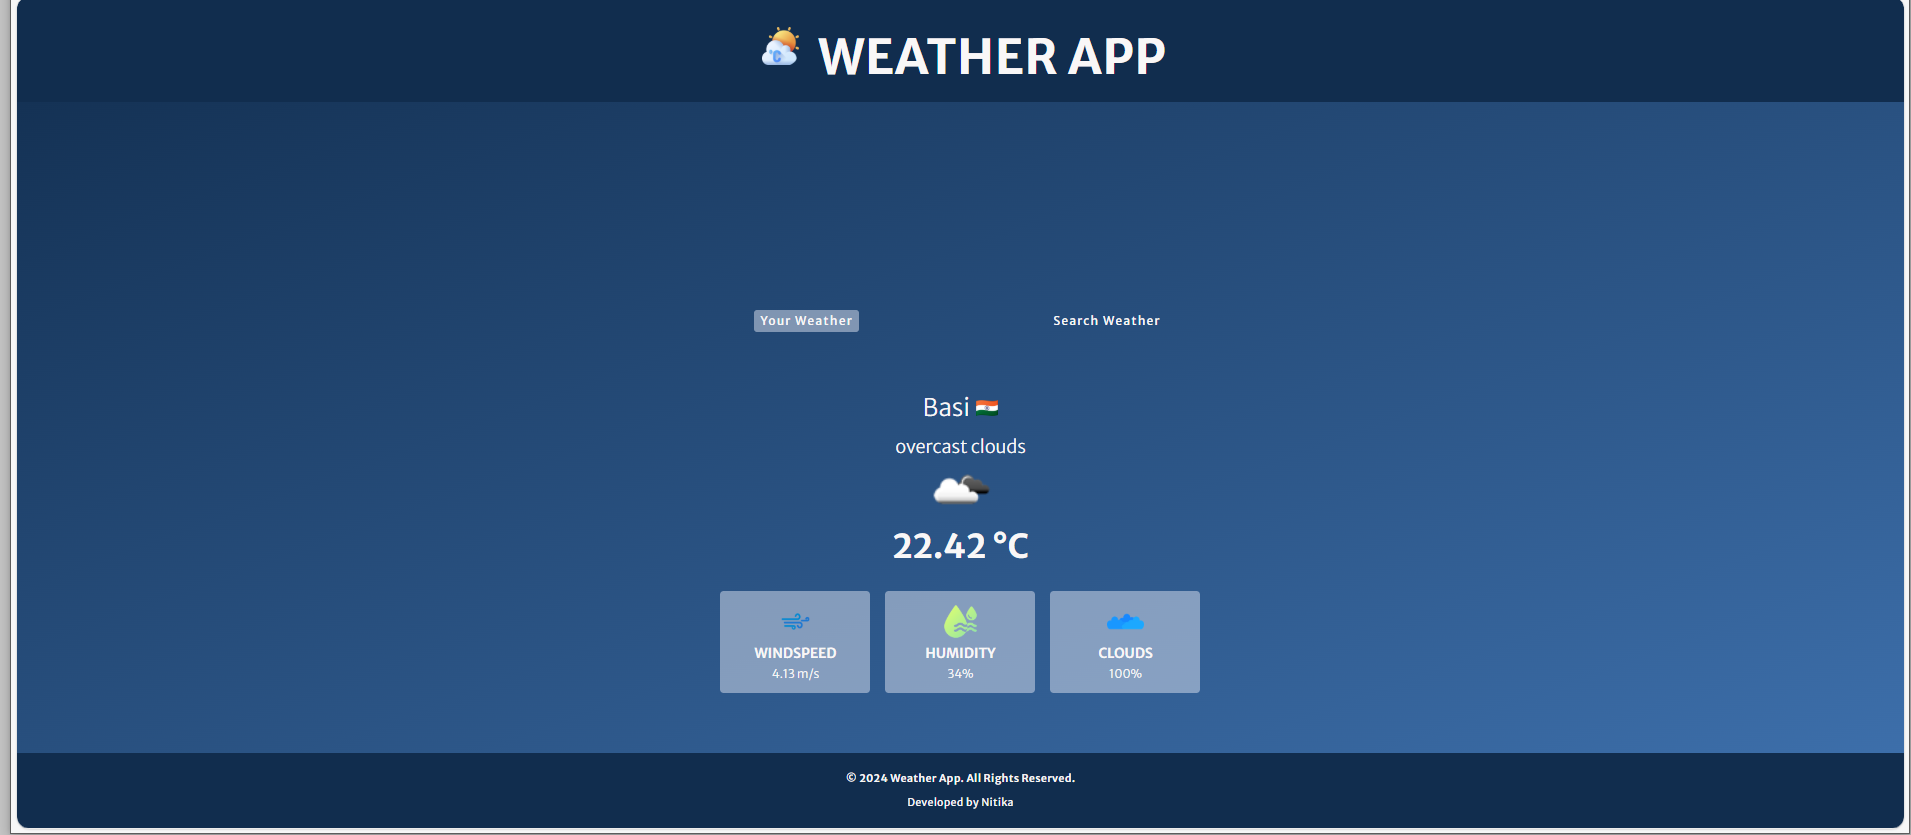 WEATHER APP
Your Weather
Search Weather
Basi
overcast clouds
22.42 °C
WINDSPEED
4.13 m/s
HUMIDITY
34%
CLOUDS
100%
© 2024 Weather App. All Rights Reserved.
Developed by Nitika